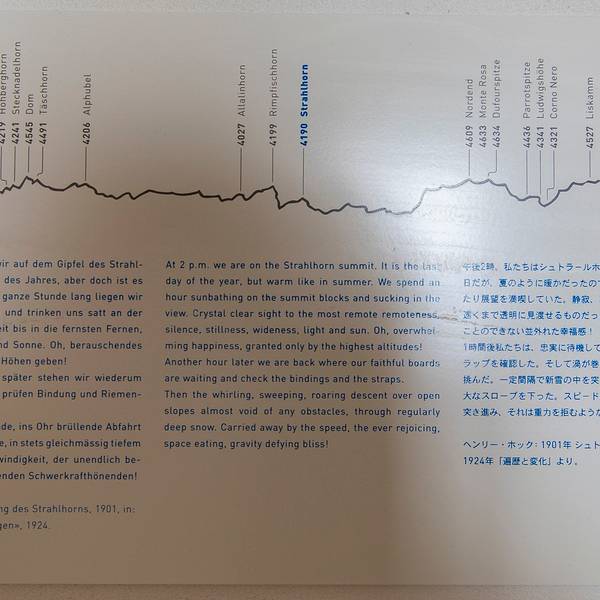 4219 Hohberghorn
4241 Stecknadelhorn
4545 Dom
4491 Täschhorn
4206 Alphubel
4027 Allalinhorn
4199 Rimpfischhorn
4190 Strahlhorn
4609 Nordend
4633 Monte Rosa
4634 Dufourspitze
4436 Parrotspitze
4341 Ludwigshöhe
4321 Corno Nero
4527 Liskamm
wir auf dem Gipfel des Strahl-
des Jahres, aber doch ist es
ganze Stunde lang liegen wir
und trinken uns satt an der
eit bis in die fernsten Fernen,
nd Sonne. Oh, berauschendes
Höhen geben!
später stehen wir wiederum
prüfen Bindung und Riemen-
de, ins Ohr brüllende Abfahrt
e, in stets gleichmässig tiefem
windigkeit, der unendlich be-
enden Schwerkrafthönenden!
ng des Strahlhorns, 1901, in:
gen», 1924.
At 2 p.m. we are on the Strahlhorn summit. It is the last
day of the year, but warm like in summer. We spend an
hour sunbathing on the summit blocks and sucking in the
view. Crystal clear sight to the most remote remoteness,
silence, stillness, wideness, light and sun. Oh, overwhel-
ming happiness, granted only by the highest altitudes!
Another hour later we are back where our faithful boards
are waiting and check the bindings and the straps.
Then the whirling, sweeping, roaring descent over open
slopes almost void of any obstacles, through regularly
deep snow. Carried away by the speed, the ever rejoicing,
space eating, gravity defying bliss!
午後2時、私たちはシュトラールホ
日だが、夏のように暖かだったので
たり展望を満喫していた。静寂、
遠くまで透明に見渡せるものだっ
ことのできない並外れた幸福感！
1時間後私たちは、忠実に待機して
ラップを確認した。そして渦が巻
挑んだ。一定間隔で新雪の中を突
大なスロープを下った。スピード
突き進み、それは重力を拒むような
ヘンリー・ホック：1901年 シュト
1924年「遍歴と変化」より。